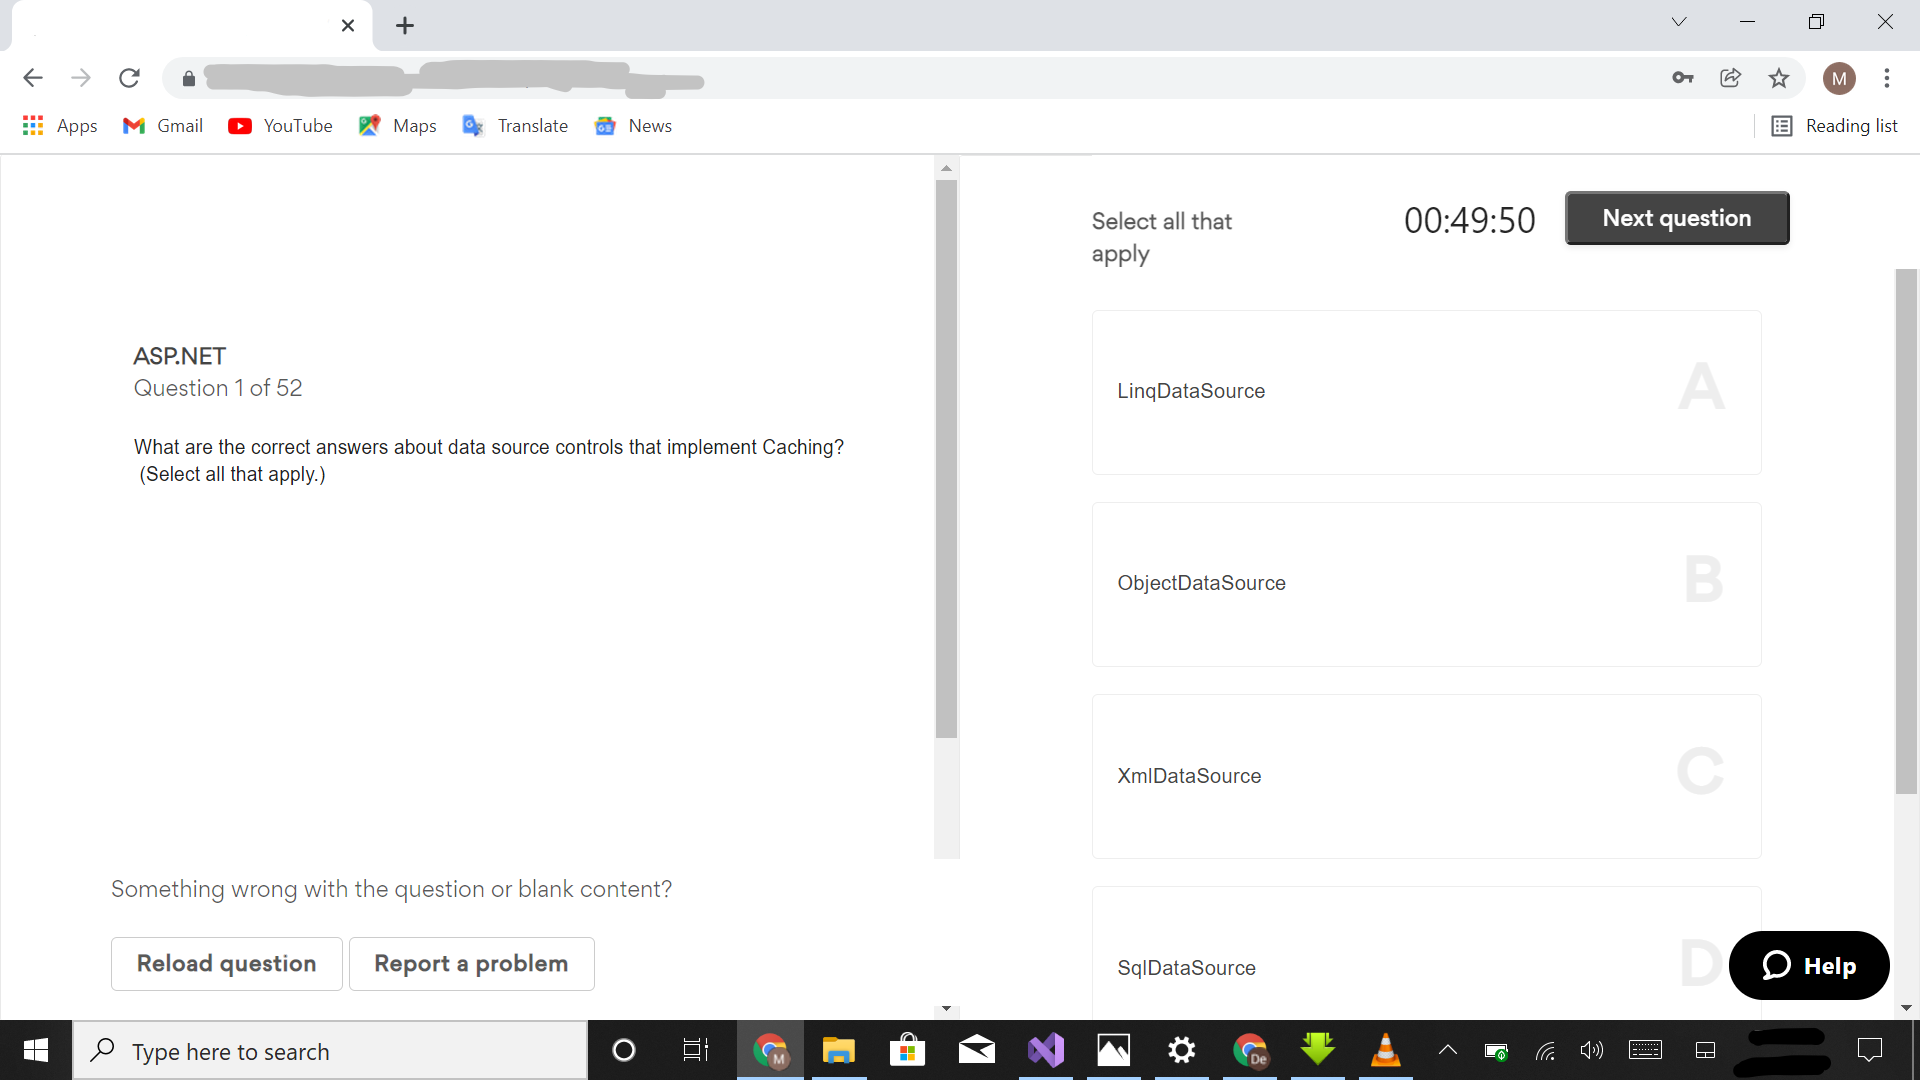 M
Apps
Gmail
YouTube
Maps
Translate
News
Reading list
Select all that
apply
00:49:50
Next question
ASP.NET
Question 1 of 52
What are the correct answers about data source controls that implement Caching?
(Select all that apply.)
LinqDataSource
A
ObjectDataSource
B
XmlDataSource
C
SqlDataSource
D
Something wrong with the question or blank content?
Reload question
Report a problem
Help
Type here to search
M
De